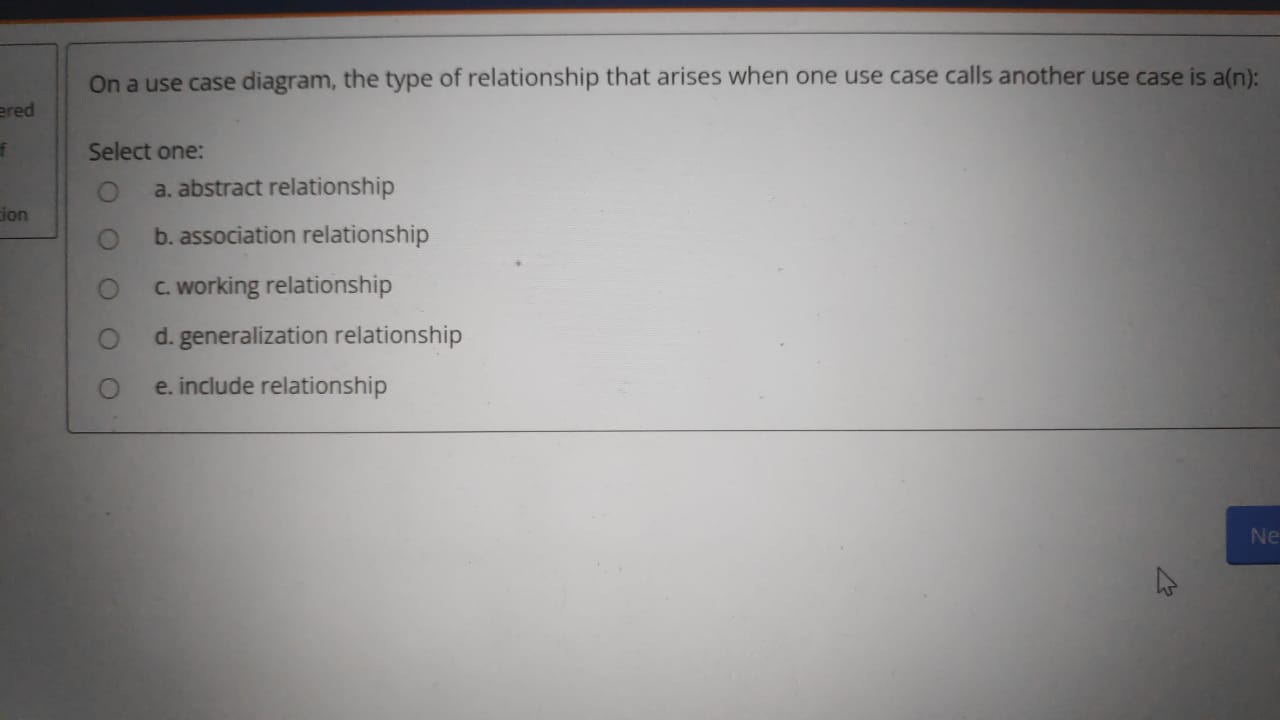 On a use case diagram, the type of relationship that arises when one use case calls another use case is a(n):
ered
f
Select one:
a. abstract relationship
ion
b. association relationship
c. working relationship
d. generalization relationship
e. include relationship
Ne